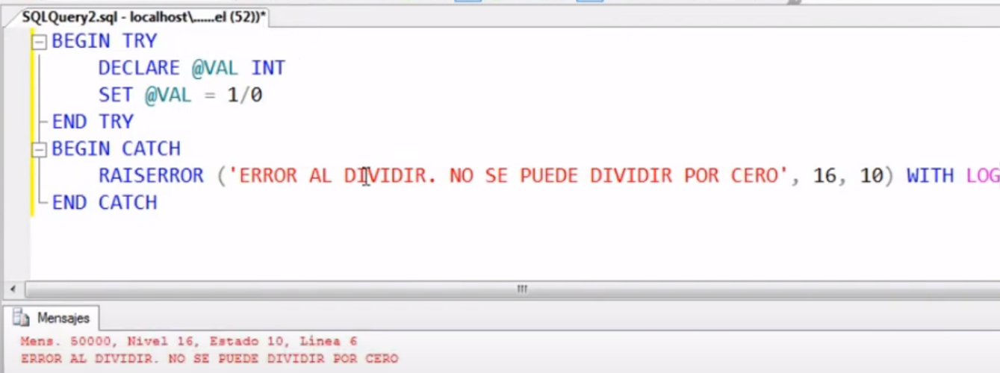 SQLQuery2.sql - localhost\......el (52))*
BEGIN TRY
DECLARE @VAL INT
SET @VAL = 1/0
END TRY
BEGIN CATCH
RAISERROR ('ERROR AL DIVIDIR. NO SE PUEDE DIVIDIR POR CERO', 16, 10) WITH LOG
END CATCH
Mensajes
Mens. 50000, Nivel 16, Estado 10, Línea 6
ERROR AL DIVIDIR. NO SE PUEDE DIVIDIR POR CERO